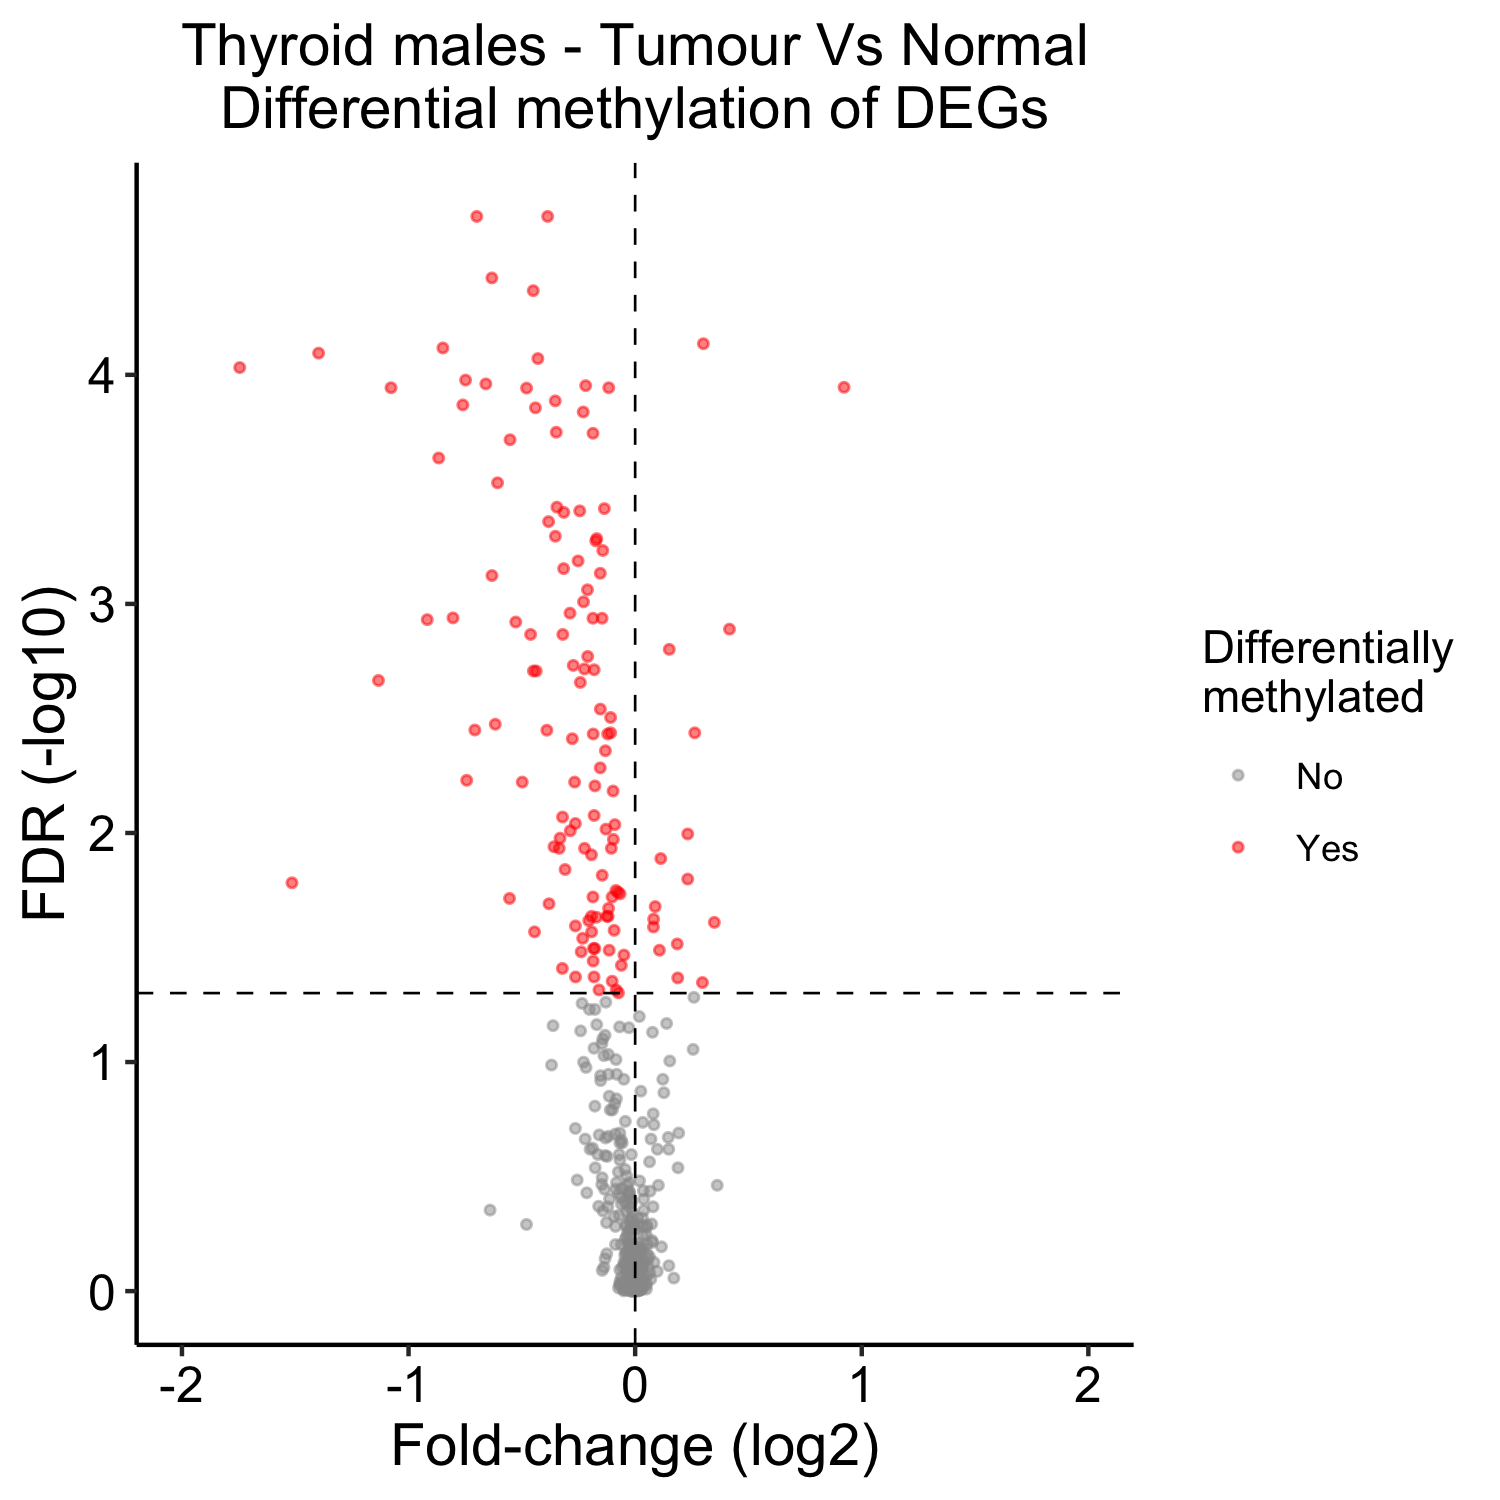 Thyroid males - Tumour Vs Normal
Differential methylation of DEGs
FDR (-log10)
4
3
2
1
0
-2
-1
0
1
2
Fold-change (log2)
Differentially
methylated
No
Yes